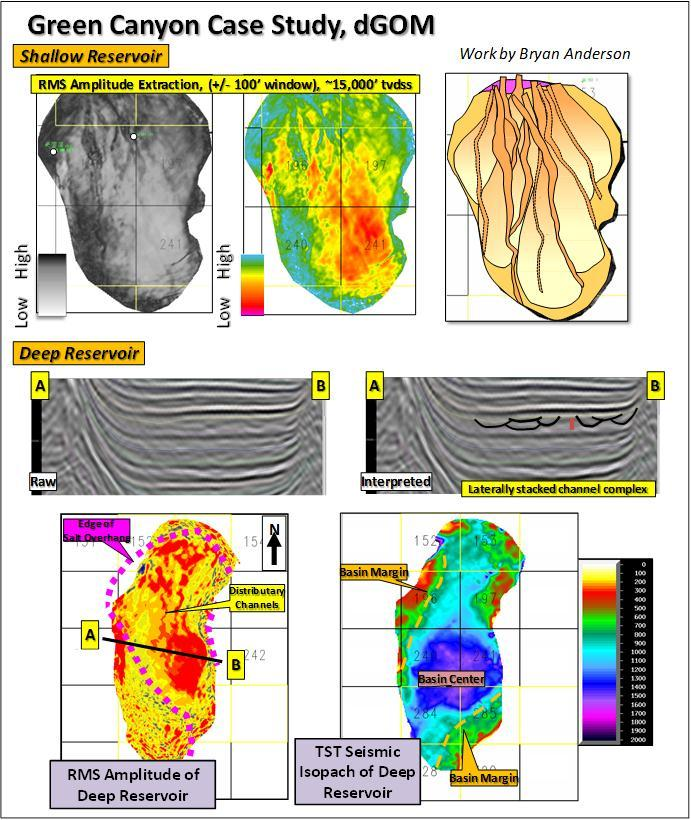 Green Canyon Case Study, dGOM
Shallow Reservoir
Work by Bryan Anderson
RMS Amplitude Extraction, (+/- 100' window), ~15,000' tvdss
197
241
Low High
196 197
240 241
Low High
53
Deep Reservoir
A B
Raw
A B
Interpreted
Laterally stacked channel complex
Edge of
Salt Overhang
N
Distributary
Channels
A
B
242
RMS Amplitude of
Deep Reservoir
152 153
Basin Margin
196 197
241
Basin Center
284 285
Basin Margin
TST Seismic
Isopach of Deep
Reservoir
0
100
200
300
400
500
600
700
800
900
1000
1100
1200
1300
1400
1500
1600
1700
1800
1900
2000